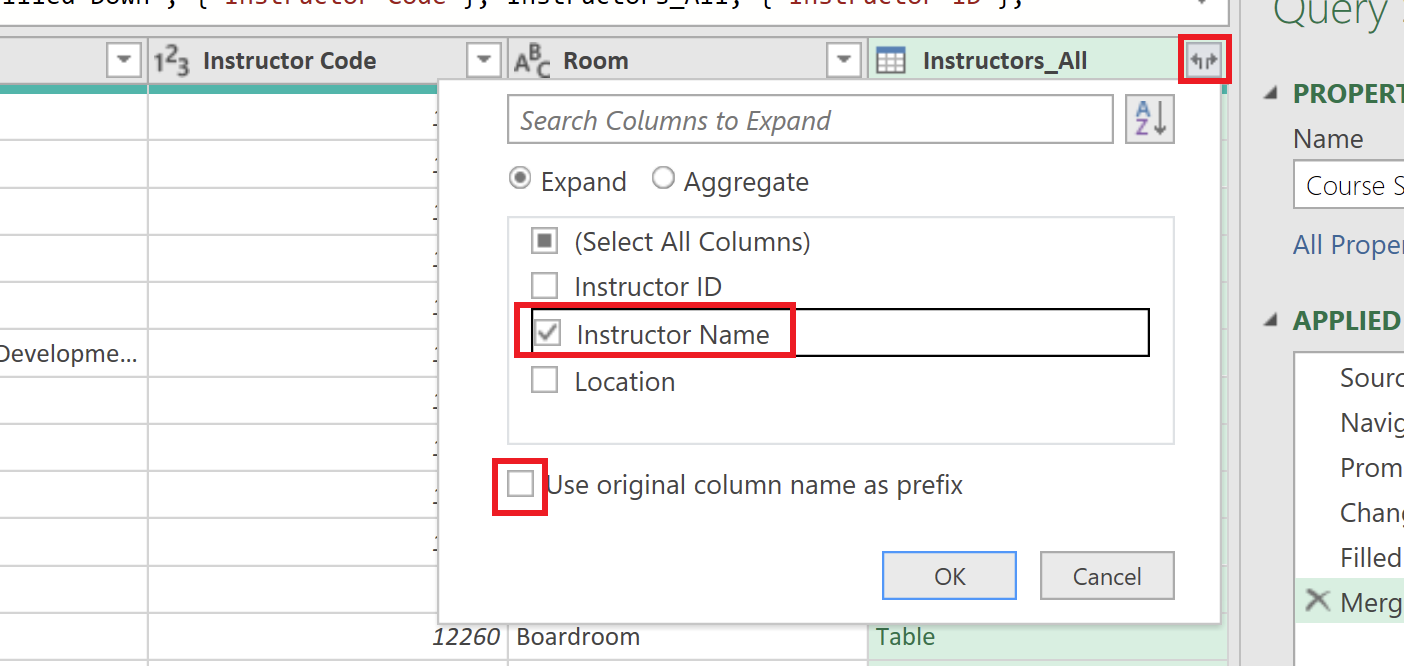 illed Down", {"Instructor Code"}, Instructors_All, {"Instructor ID"},
Query
Instructor Code
Room
Instructors_All
Search Columns to Expand
Expand
Aggregate
(Select All Columns)
Instructor ID
Instructor Name
Location
Use original column name as prefix
OK
Cancel
Developme...
12260
Boardroom
Table
PROPERT
Name
Course S
All Proper
APPLIED
Sourc
Navig
Prom
Chang
Filled
Merg